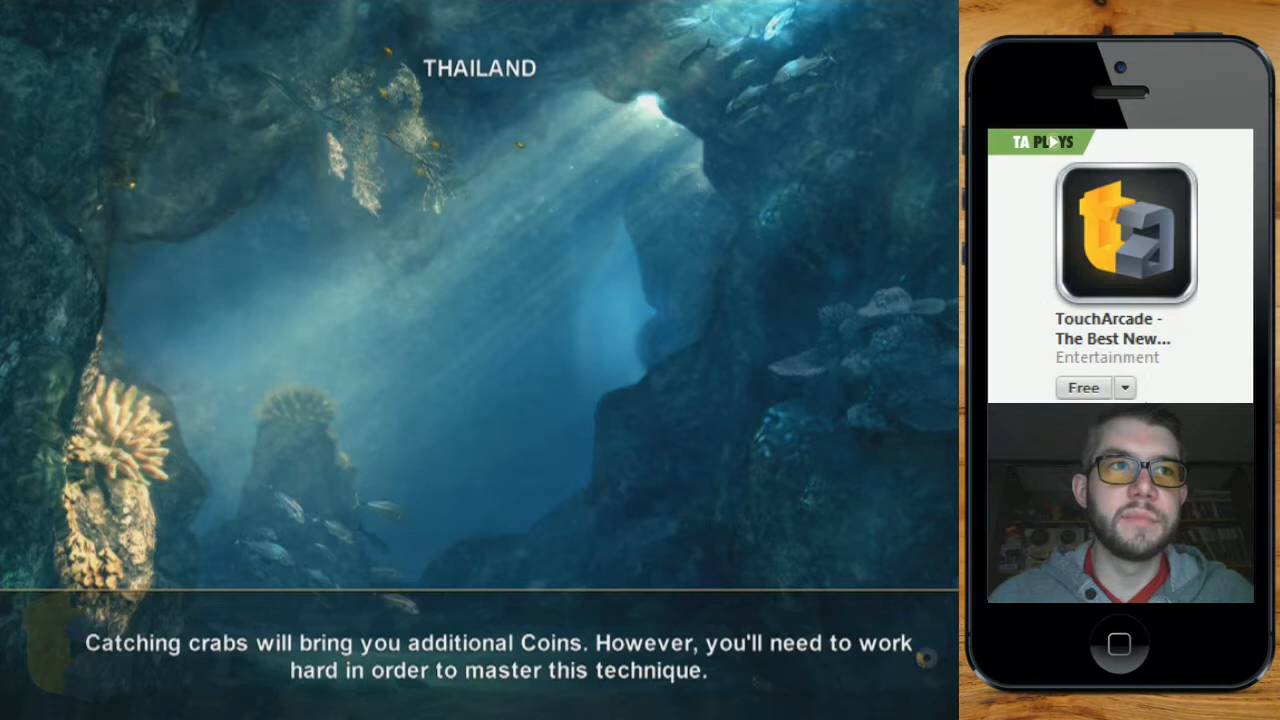 THAILAND
Catching crabs will bring you additional Coins. However, you'll need to work
hard in order to master this technique.
TA PLAYS
ta
TouchArcade -
The Best New...
Entertainment
Free